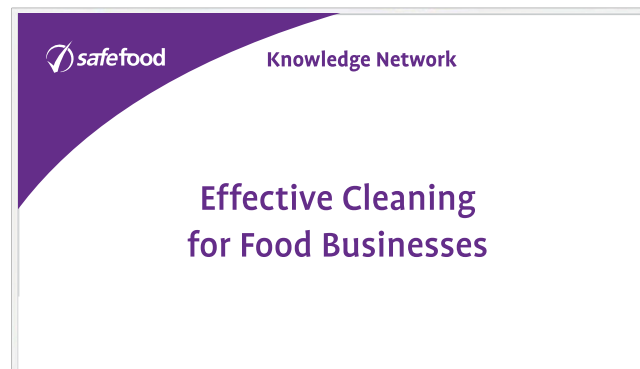 safefood
Knowledge Network
Effective Cleaning
for Food Businesses